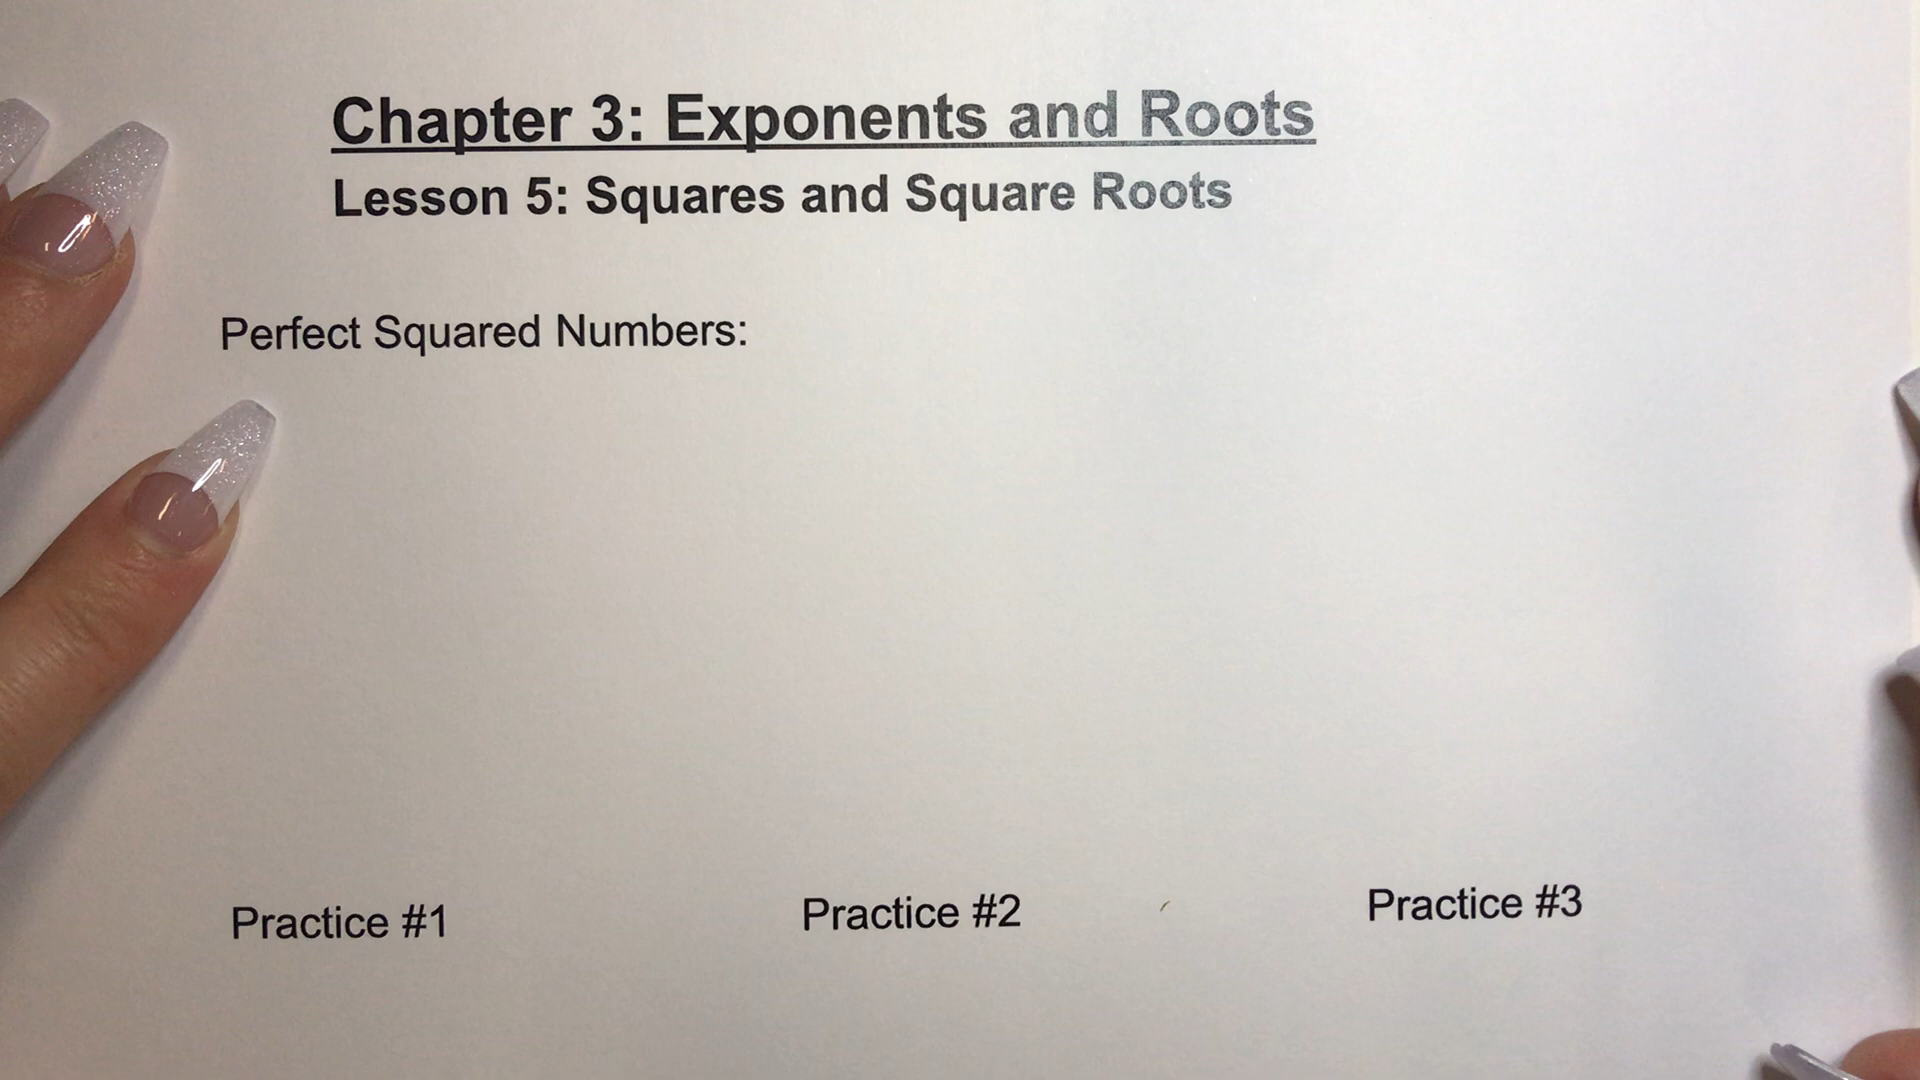 Chapter 3: Exponents and Roots
Lesson 5: Squares and Square Roots
Perfect Squared Numbers:
Practice #1 Practice #2 Practice #3